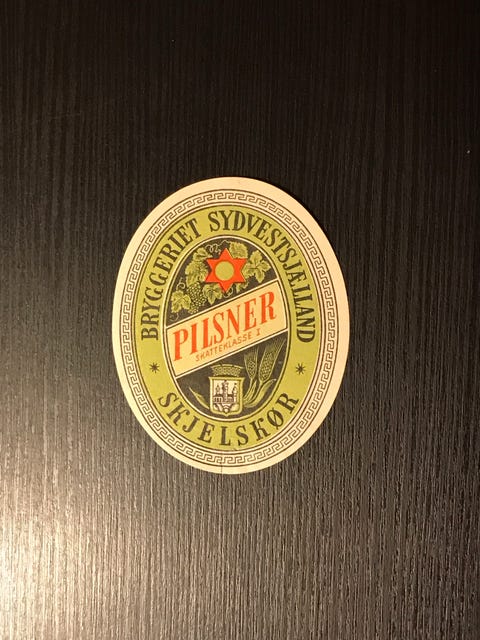 BRYGGERIET SYDVESTSJÆLLAND
PILSNER
SKATTEKLASSE I
SKJELSKØR